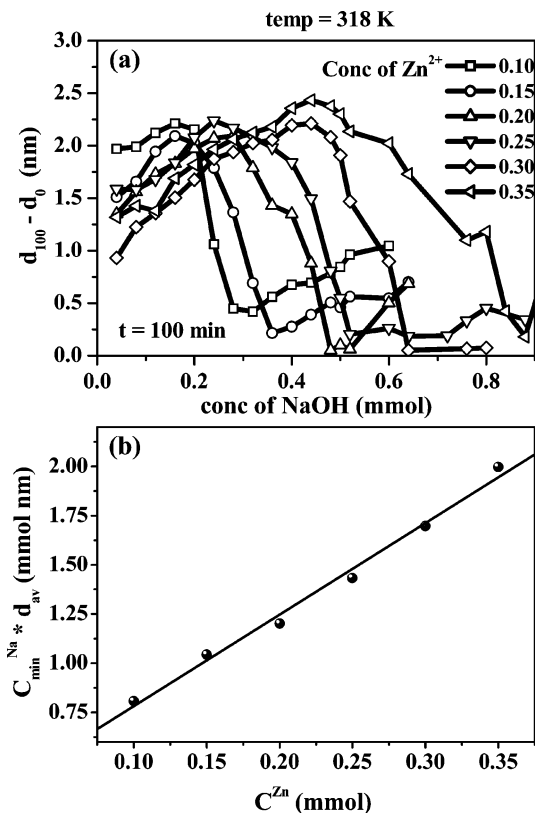 temp = 318 K
(a)
Conc of Zn²⁺
0.10
0.15
0.20
0.25
0.30
0.35
d₁₀₀ - d₀ (nm)
3.0
2.5
2.0
1.5
1.0
0.5
0.0
t = 100 min
0.0 0.2 0.4 0.6 0.8
conc of NaOH (mmol)
(b)
C_min^Na * d_av (mmol nm)
2.00
1.75
1.50
1.25
1.00
0.75
0.10 0.15 0.20 0.25 0.30 0.35
C^Zn (mmol)